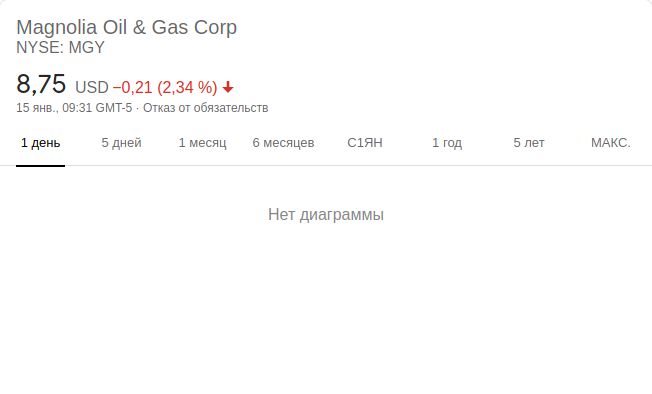 Magnolia Oil & Gas Corp
NYSE: MGY
8,75 USD −0,21 (2,34 %)
15 янв., 09:31 GMT-5 · Отказ от обязательств
1 день 5 дней 1 месяц 6 месяцев С1ЯН 1 год 5 лет МАКС.
Нет диаграммы